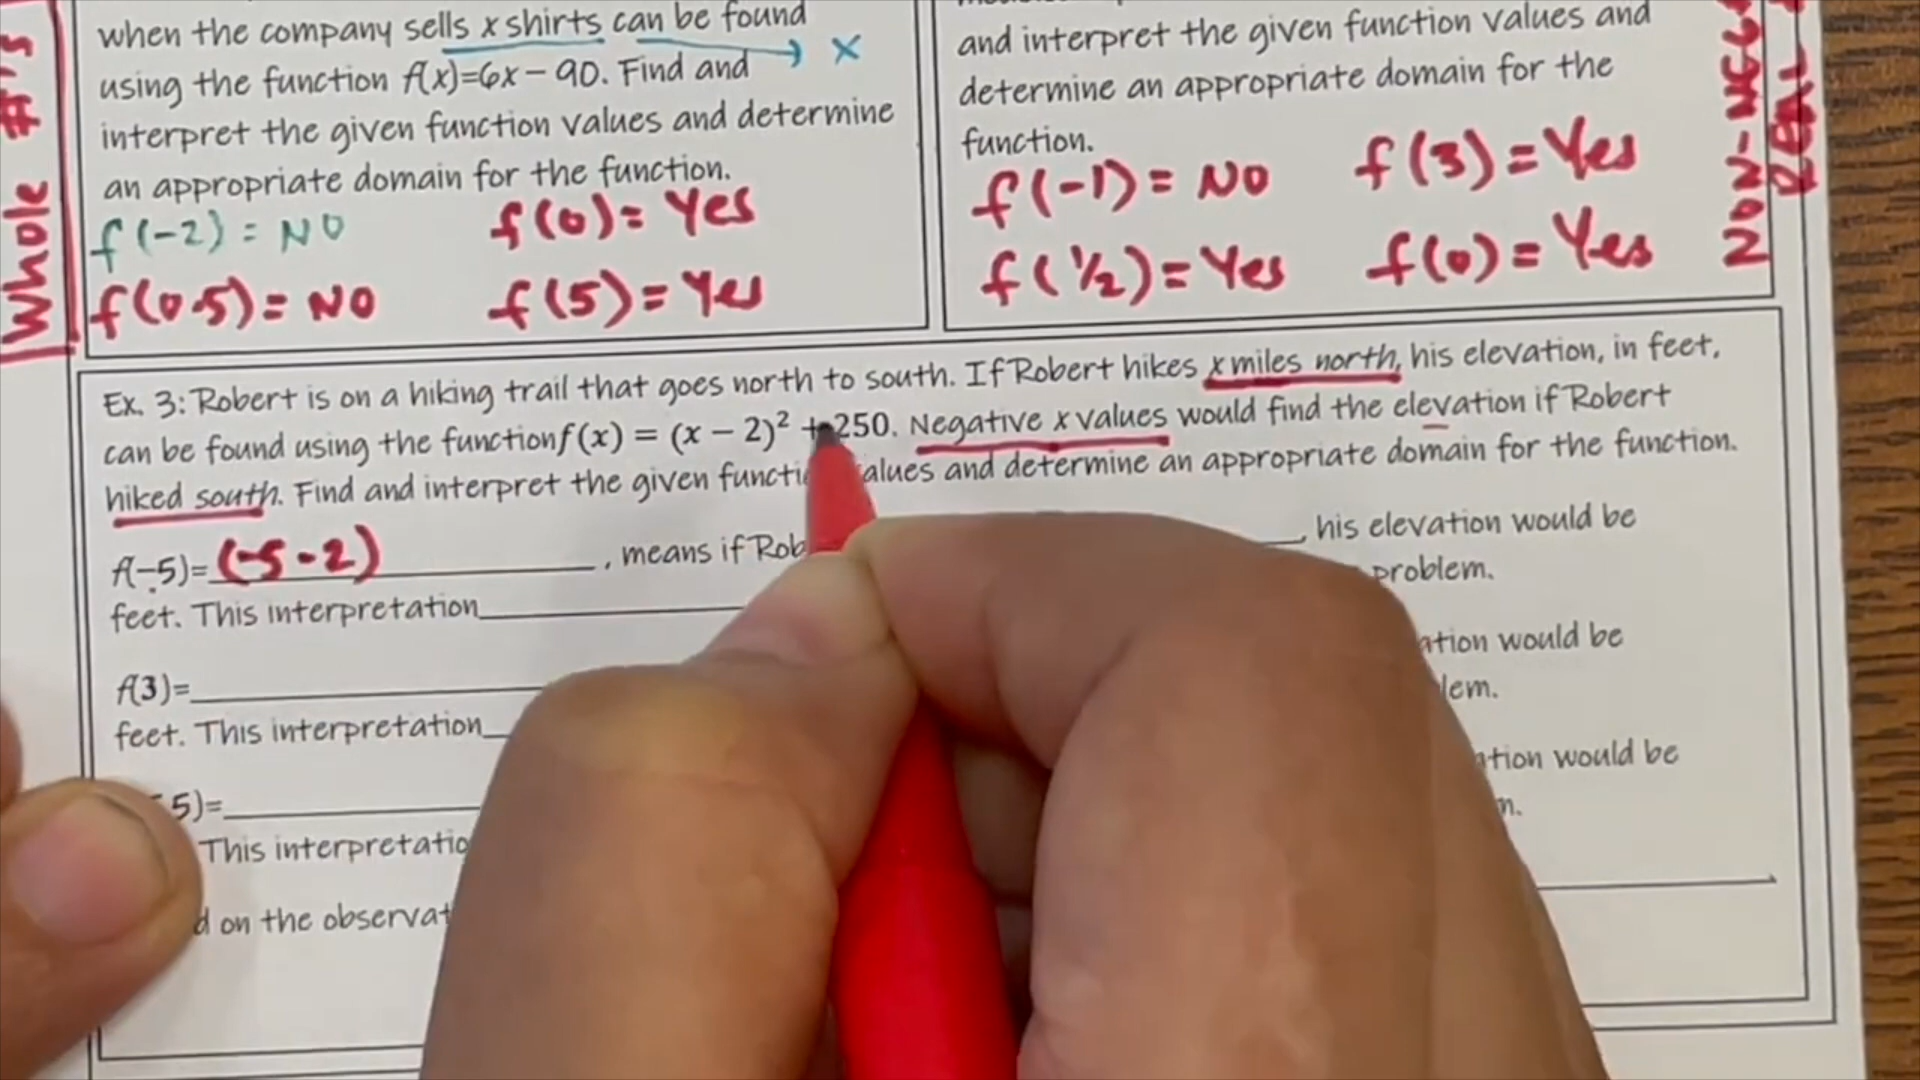 when the company sells x shirts can be found
using the function f(x)=6x – 90. Find and → x
interpret the given function values and determine
an appropriate domain for the function.
f(-2) = NO f(0) = Yes
f(0.5) = NO f(5) = Yes
Whole #'s
and interpret the given function values and
determine an appropriate domain for the
function.
f(-1) = NO f(3) = Yes
f(1/2) = Yes f(0) = Yes
NON-NEG
REAL
Ex. 3: Robert is on a hiking trail that goes north to south. If Robert hikes x miles north, his elevation, in feet,
can be found using the function f(x) = (x – 2)² + 250. Negative x values would find the elevation if Robert
hiked south. Find and interpret the given functi alues and determine an appropriate domain for the function.
f(–5)= (-5-2) , means if Rob , his elevation would be
feet. This interpretation problem.
f(3)= ation would be
feet. This interpretation lem.
5)= tion would be
This interpretatio m.
d on the observat